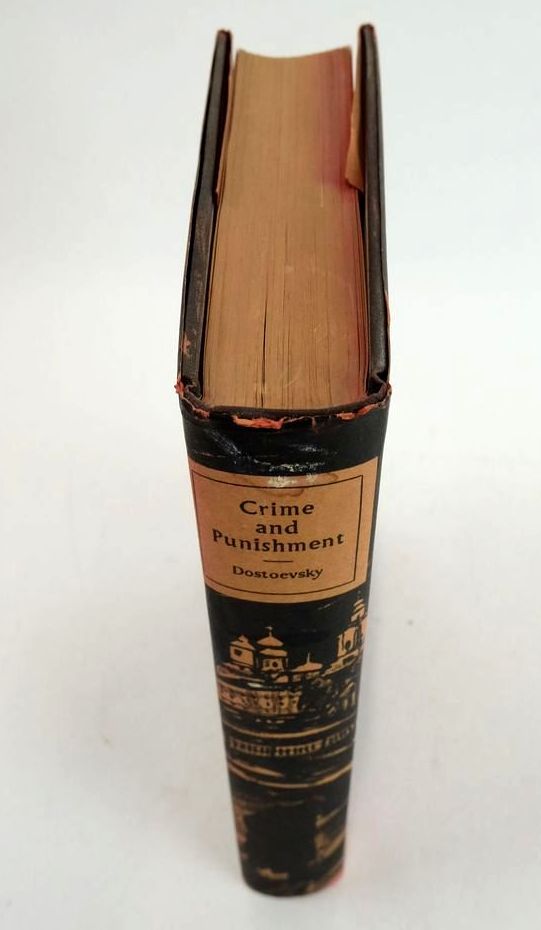 Crime
and
Punishment
Dostoevsky